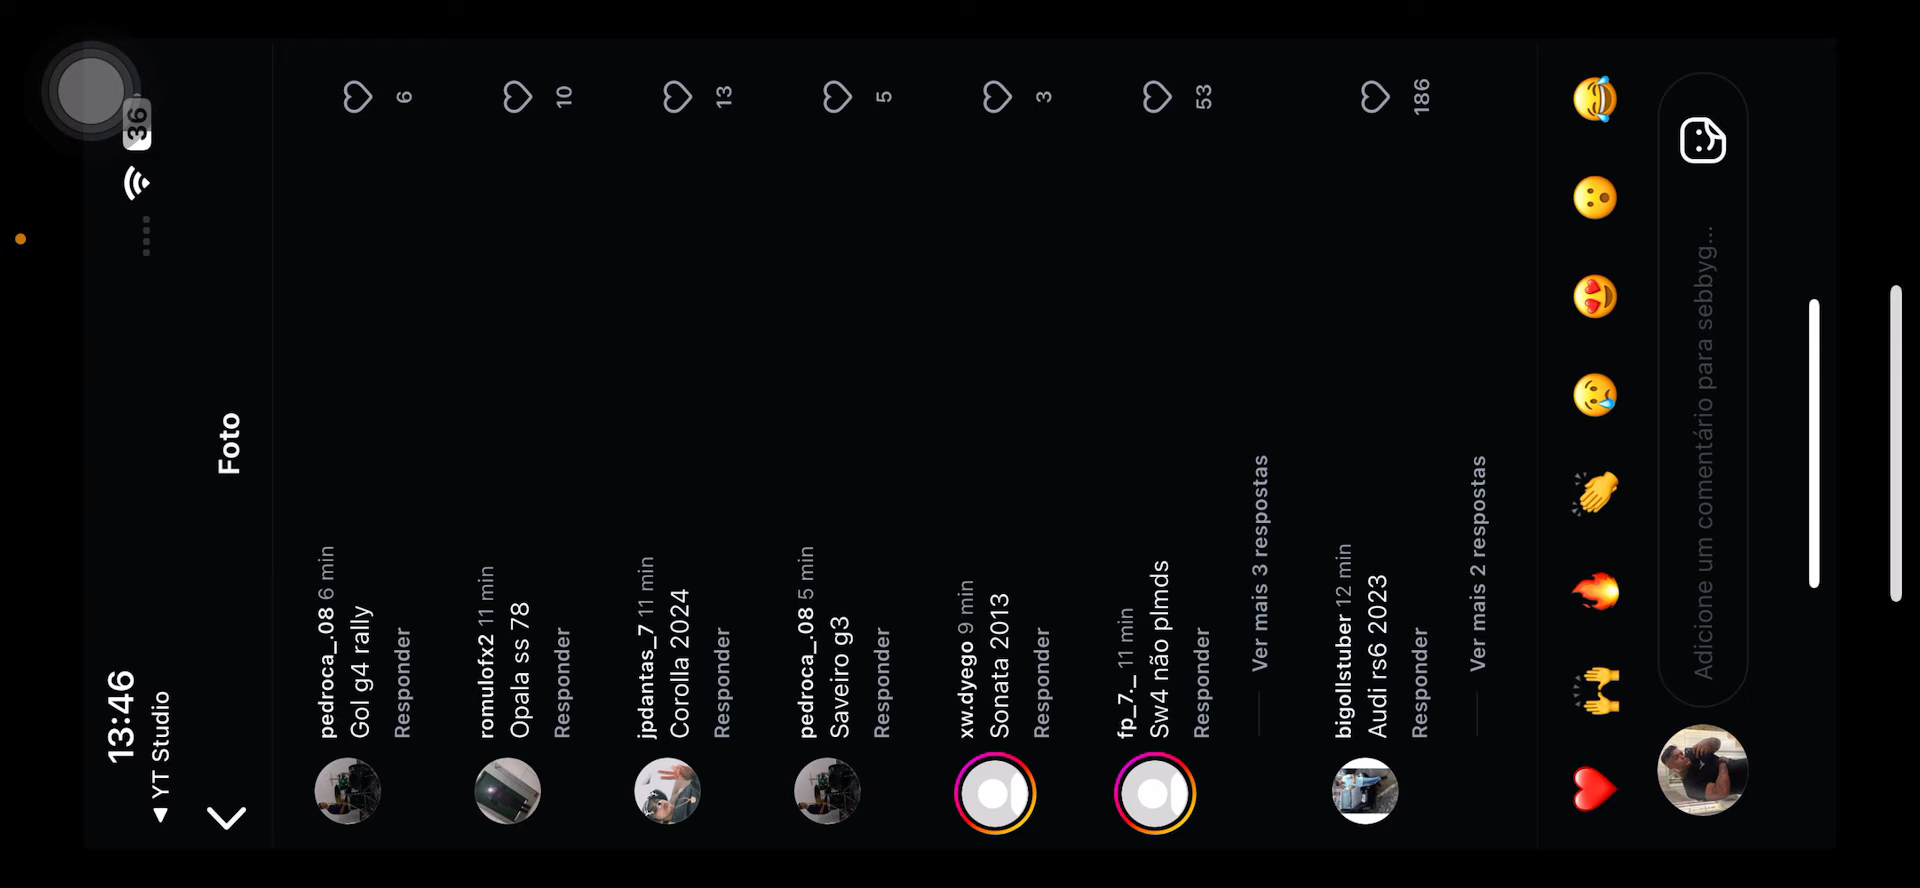 13:46
36
◀ YT Studio
Foto
pedroca_.08 6 min
Gol g4 rally
Responder
6
romulofx2 11 min
Opala ss 78
Responder
10
jpdantas_7 11 min
Corolla 2024
Responder
13
pedroca_.08 5 min
Saveiro g3
Responder
5
xw.dyego 9 min
Sonata 2013
Responder
3
fp_7._ 11 min
Sw4 não plmds
Responder
53
Ver mais 3 respostas
bigollstuber 12 min
Audi rs6 2023
Responder
186
Ver mais 2 respostas
Adicione um comentário para sebbyg...